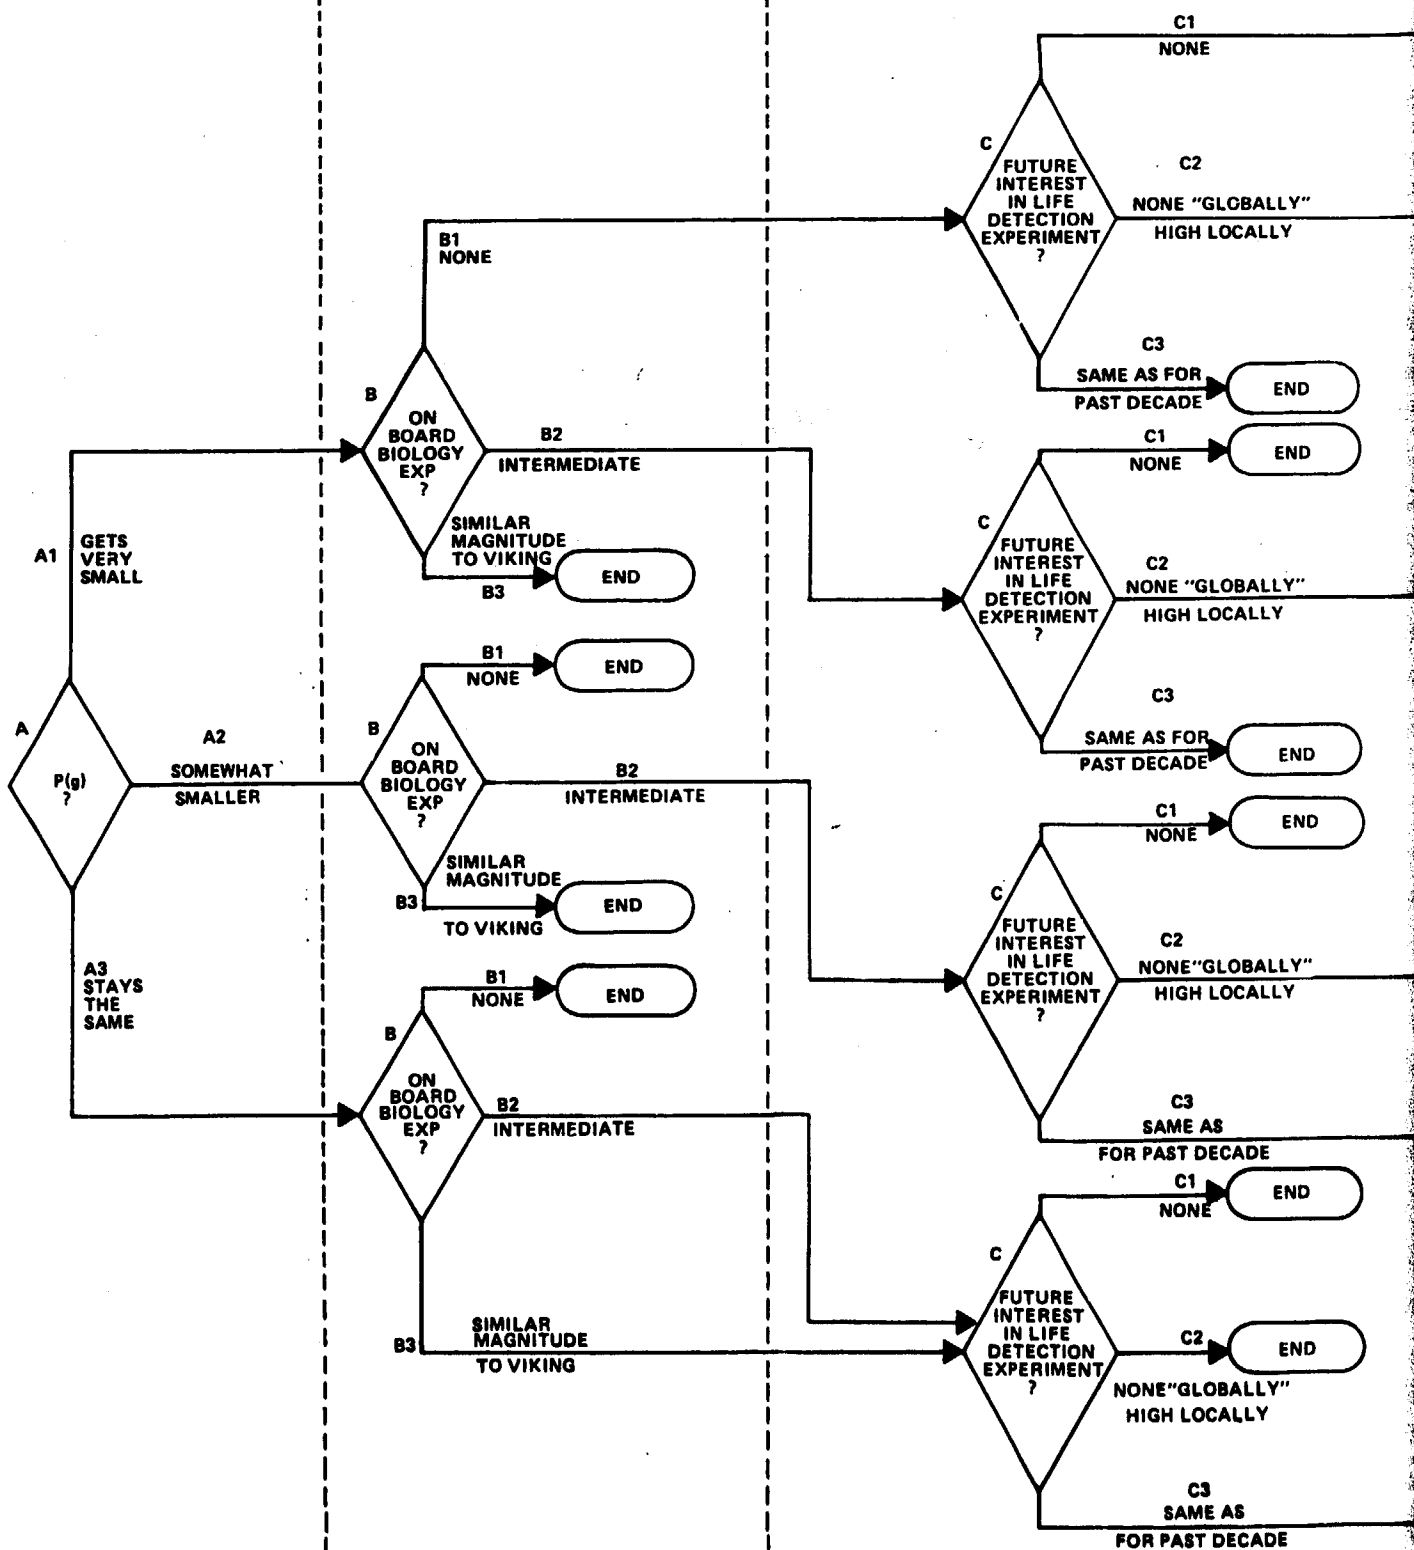 A
P(g)
?
A1
GETS
VERY
SMALL
A2
SOMEWHAT
SMALLER
A3
STAYS
THE
SAME
B
ON
BOARD
BIOLOGY
EXP
?
B1
NONE
B2
INTERMEDIATE
SIMILAR
MAGNITUDE
TO VIKING
B3
END
B
ON
BOARD
BIOLOGY
EXP
?
B1
NONE
END
B2
INTERMEDIATE
SIMILAR
MAGNITUDE
B3
TO VIKING
END
B
ON
BOARD
BIOLOGY
EXP
?
B1
NONE
END
B2
INTERMEDIATE
B3
SIMILAR
MAGNITUDE
TO VIKING
C
FUTURE
INTEREST
IN LIFE
DETECTION
EXPERIMENT
?
C1
NONE
C2
NONE "GLOBALLY"
HIGH LOCALLY
C3
SAME AS FOR
PAST DECADE
END
C
FUTURE
INTEREST
IN LIFE
DETECTION
EXPERIMENT
?
C1
NONE
END
C2
NONE "GLOBALLY"
HIGH LOCALLY
C3
SAME AS FOR
PAST DECADE
END
C
FUTURE
INTEREST
IN LIFE
DETECTION
EXPERIMENT
?
C1
NONE
END
C2
NONE"GLOBALLY"
HIGH LOCALLY
C3
SAME AS
FOR PAST DECADE
C
FUTURE
INTEREST
IN LIFE
DETECTION
EXPERIMENT
?
C1
NONE
END
C2
END
NONE"GLOBALLY"
HIGH LOCALLY
C3
SAME AS
FOR PAST DECADE